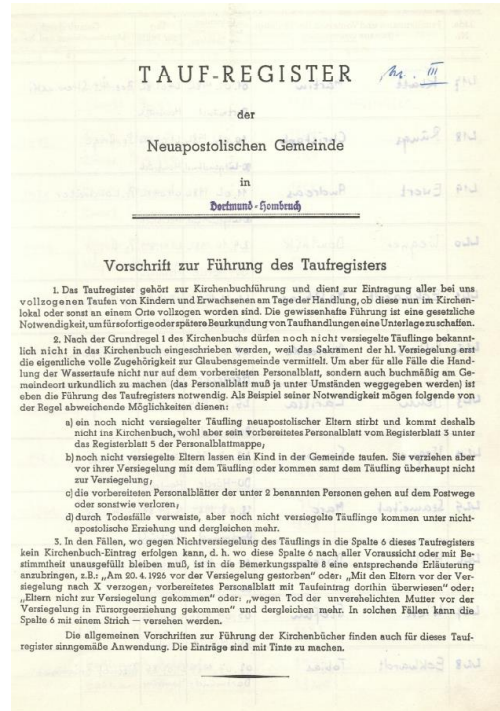 TAUF-REGISTER
Nr. III
der
Neuapostolischen Gemeinde
in
Dortmund-Hombruch
Vorschrift zur Führung des Taufregisters
1. Das Taufregister gehört zur Kirchenbuchführung und dient zur Eintragung aller bei uns
vollzogenen Taufen von Kindern und Erwachsenen am Tage der Handlung, ob diese nun im Kirchen-
lokal oder sonst an einem Orte vollzogen worden sind. Die gewissenhafte Führung ist eine gesetzliche
Notwendigkeit, um für sofortige oder spätere Beurkundung von Taufhandlungen eine Unterlage zu schaffen.
2. Nach der Grundregel 1 des Kirchenbuchs dürfen noch nicht versiegelte Täuflinge bekannt-
lich nicht in das Kirchenbuch eingeschrieben werden, weil das Sakrament der hl. Versiegelung erst
die eigentliche volle Zugehörigkeit zur Glaubensgemeinde vermittelt. Um aber für alle Fälle die Hand-
lung der Wassertaufe nicht nur auf dem vorbereiteten Personalblatt, sondern auch buchmäßig am Ge-
meindeort urkundlich zu machen (das Personalblatt muß ja unter Umständen weggegeben werden) ist
eben die Führung des Taufregisters notwendig. Als Beispiel seiner Notwendigkeit mögen folgende von
der Regel abweichende Möglichkeiten dienen:
a) ein noch nicht versiegelter Täufling neuapostolischer Eltern stirbt und kommt deshalb
nicht ins Kirchenbuch, wohl aber sein vorbereitetes Personalblatt vom Registerblatt 3 unter
das Registerblatt 5 der Personalblattmappe;
b) noch nicht versiegelte Eltern lassen ein Kind in der Gemeinde taufen. Sie verziehen aber
vor ihrer Versiegelung mit dem Täufling oder kommen samt dem Täufling überhaupt nicht
zur Versiegelung;
c) die vorbereiteten Personalblätter der unter 2 benannten Personen gehen auf dem Postwege
oder sonstwie verloren;
d) durch Todesfälle verwaiste, aber noch nicht versiegelte Täuflinge kommen unter nicht-
apostolische Erziehung und dergleichen mehr.
3. In den Fällen, wo wegen Nichtversiegelung des Täuflings in die Spalte 6 dieses Taufregisters
kein Kirchenbuch-Eintrag erfolgen kann, d. h. wo diese Spalte 6 nach aller Voraussicht oder mit Be-
stimmtheit unausgefüllt bleiben muß, ist in die Bemerkungsspalte 8 eine entsprechende Erläuterung
anzubringen, z.B.: „Am 20. 4. 1926 vor der Versiegelung gestorben" oder: „Mit den Eltern vor der Ver-
siegelung nach X verzogen; vorbereitetes Personalblatt mit Taufeintrag dorthin überwiesen" oder:
„Eltern nicht zur Versiegelung gekommen" oder: „wegen Tod der unverehelichten Mutter vor der
Versiegelung in Fürsorgeerziehung gekommen" und dergleichen mehr. In solchen Fällen kann die
Spalte 6 mit einem Strich — versehen werden.
Die allgemeinen Vorschriften zur Führung der Kirchenbücher finden auch für dieses Tauf-
register sinngemäße Anwendung. Die Einträge sind mit Tinte zu machen.